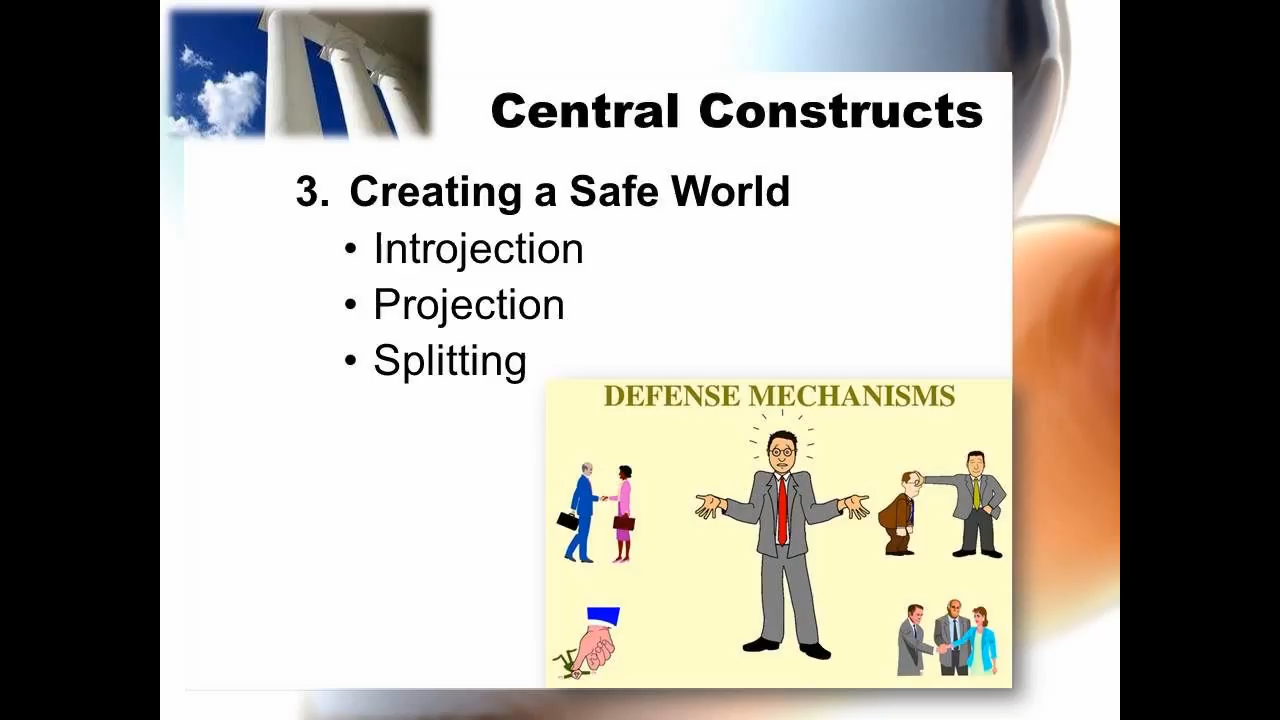 Central Constructs
3. Creating a Safe World
• Introjection
• Projection
• Splitting
DEFENSE MECHANISMS